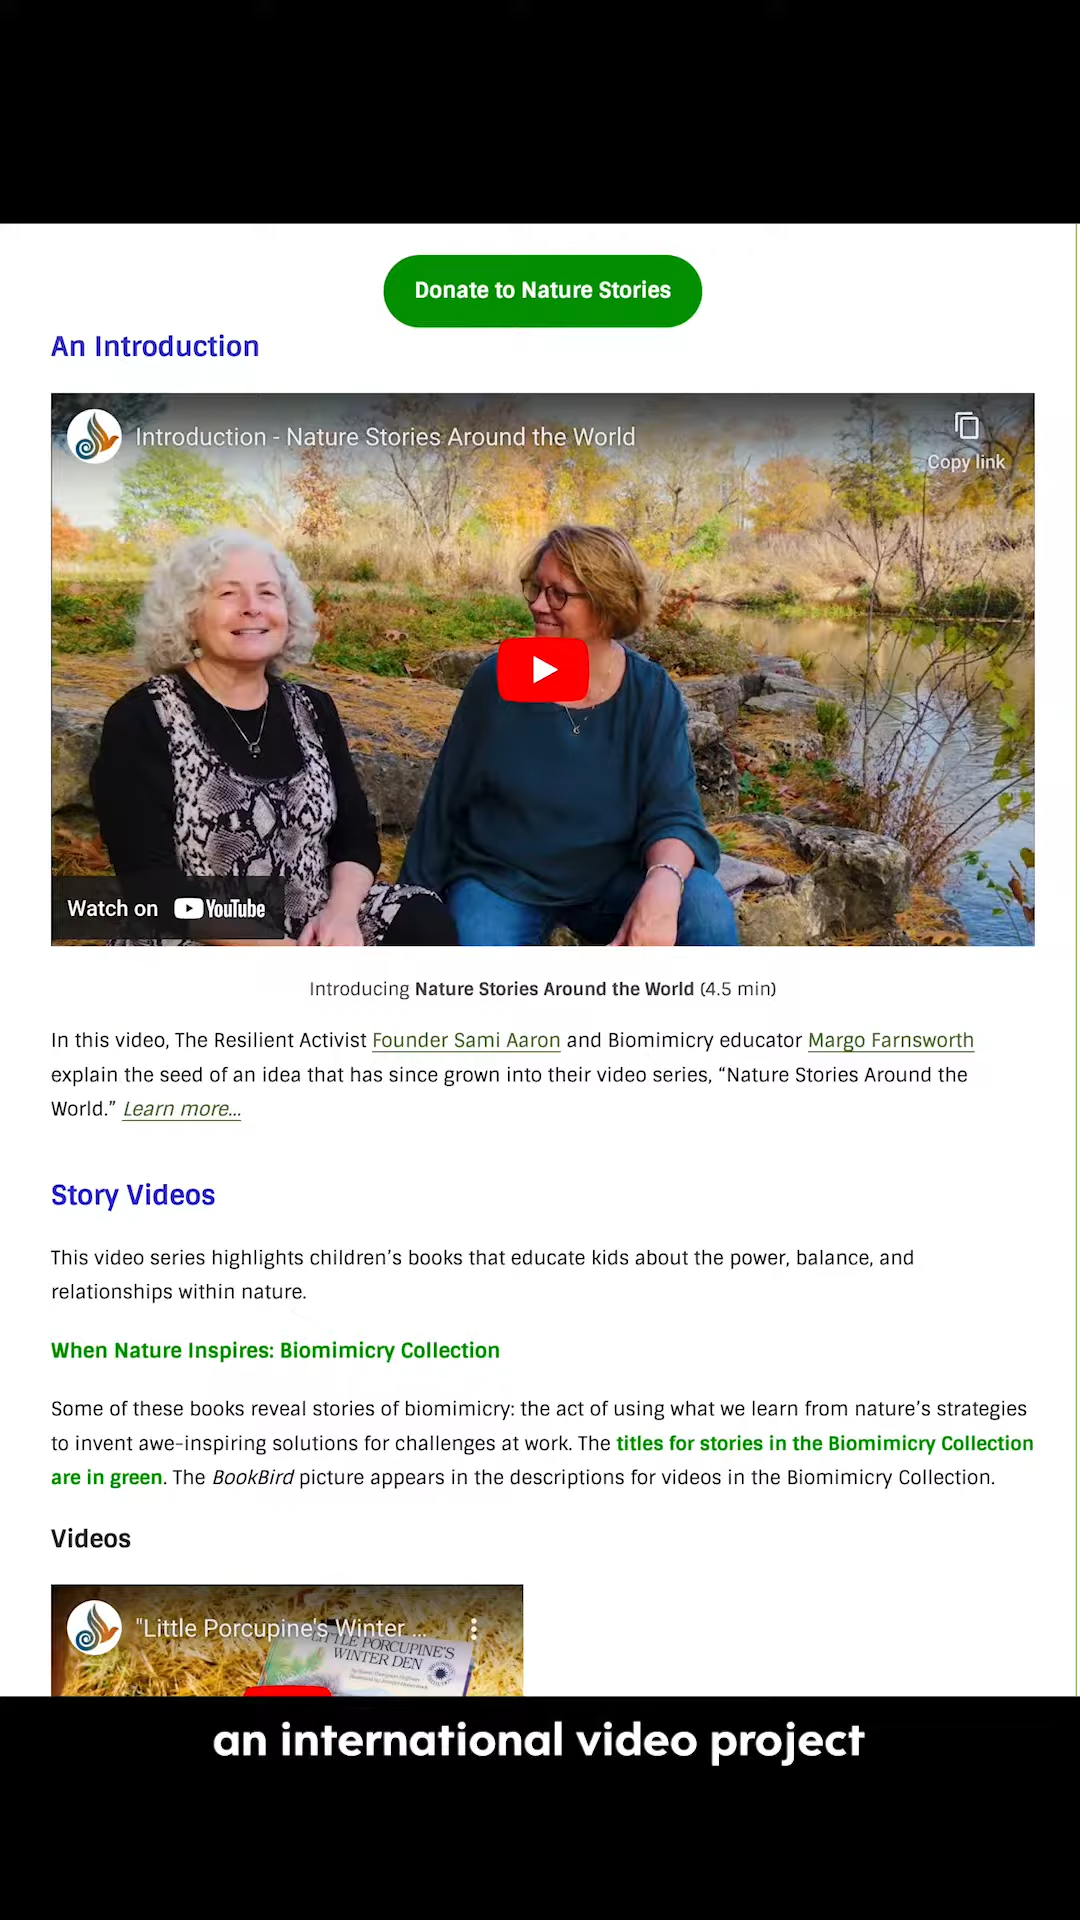 Donate to Nature Stories
An Introduction
Introduction - Nature Stories Around the World
Copy link
Watch on YouTube
Introducing Nature Stories Around the World (4.5 min)
In this video, The Resilient Activist Founder Sami Aaron and Biomimicry educator Margo Farnsworth
explain the seed of an idea that has since grown into their video series, “Nature Stories Around the
World.” Learn more...
Story Videos
This video series highlights children’s books that educate kids about the power, balance, and
relationships within nature.
When Nature Inspires: Biomimicry Collection
Some of these books reveal stories of biomimicry: the act of using what we learn from nature’s strategies
to invent awe-inspiring solutions for challenges at work. The titles for stories in the Biomimicry Collection
are in green. The BookBird picture appears in the descriptions for videos in the Biomimicry Collection.
Videos
"Little Porcupine's Winter ...
LITTLE PORCUPINE'S
WINTER DEN
an international video project